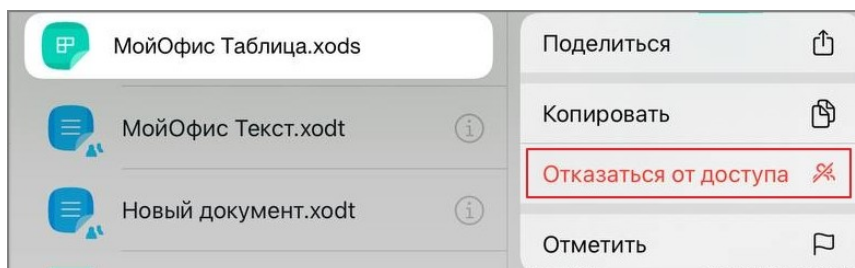 МойОфис Таблица.xods
МойОфис Текст.xodt
Новый документ.xodt
Поделиться
Копировать
Отказаться от доступа
Отметить